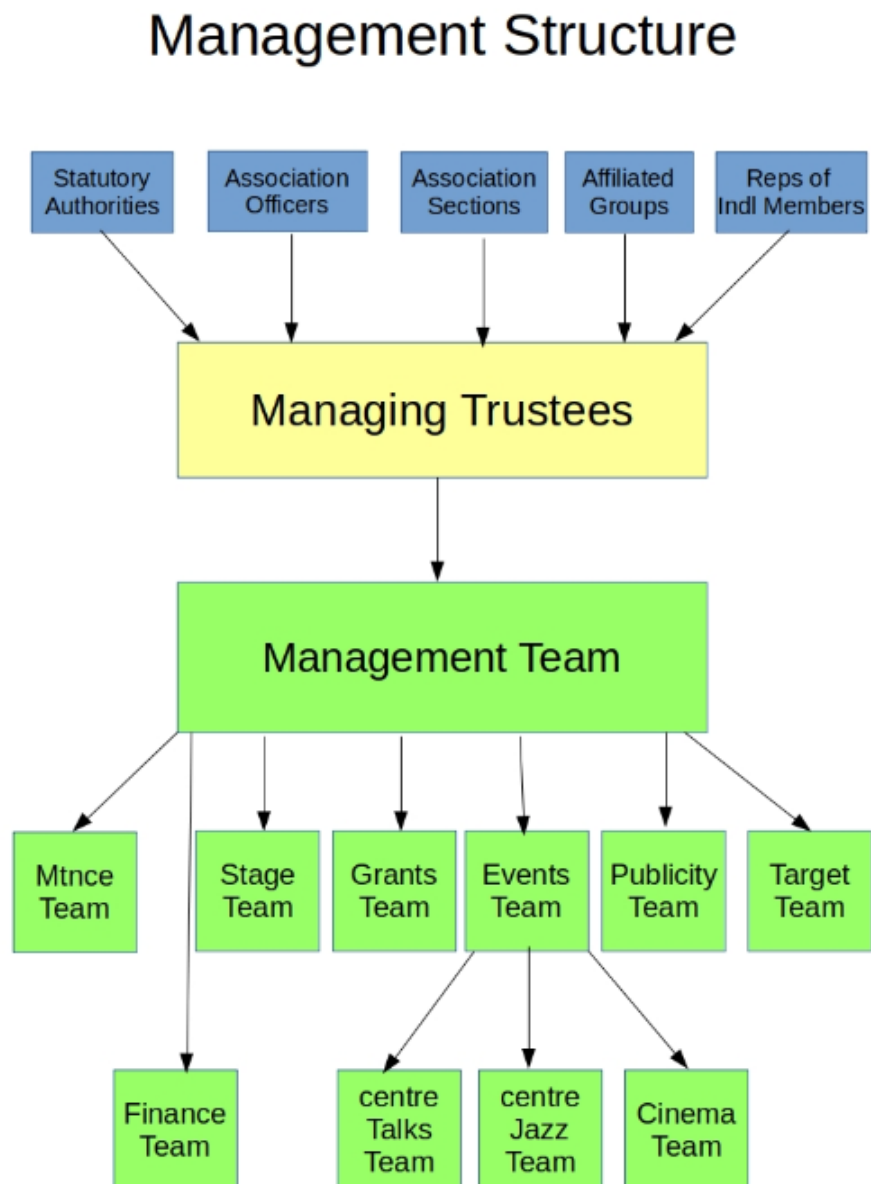 Management Structure
Statutory
Authorities
Association
Officers
Association
Sections
Affiliated
Groups
Reps of
Indl Members
Managing Trustees
Management Team
Mtnce
Team
Stage
Team
Grants
Team
Events
Team
Publicity
Team
Target
Team
Finance
Team
centre
Talks
Team
centre
Jazz
Team
Cinema
Team